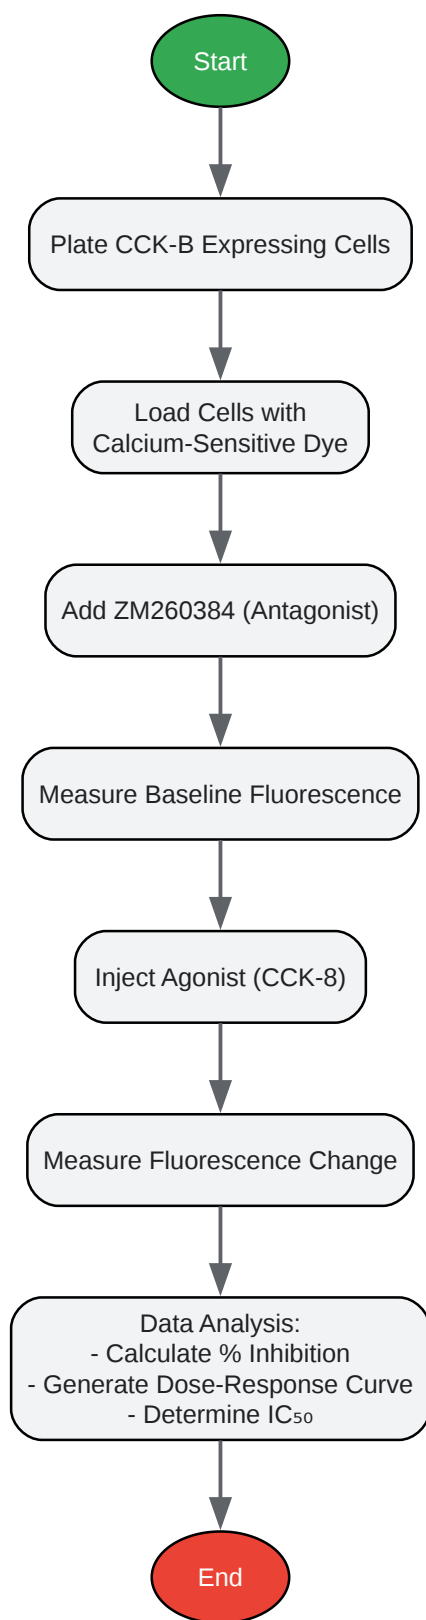 Start
Plate CCK-B Expressing Cells
Load Cells with
Calcium-Sensitive Dye
Add ZM260384 (Antagonist)
Measure Baseline Fluorescence
Inject Agonist (CCK-8)
Measure Fluorescence Change
Data Analysis:
- Calculate % Inhibition
- Generate Dose-Response Curve
- Determine IC₅₀
End